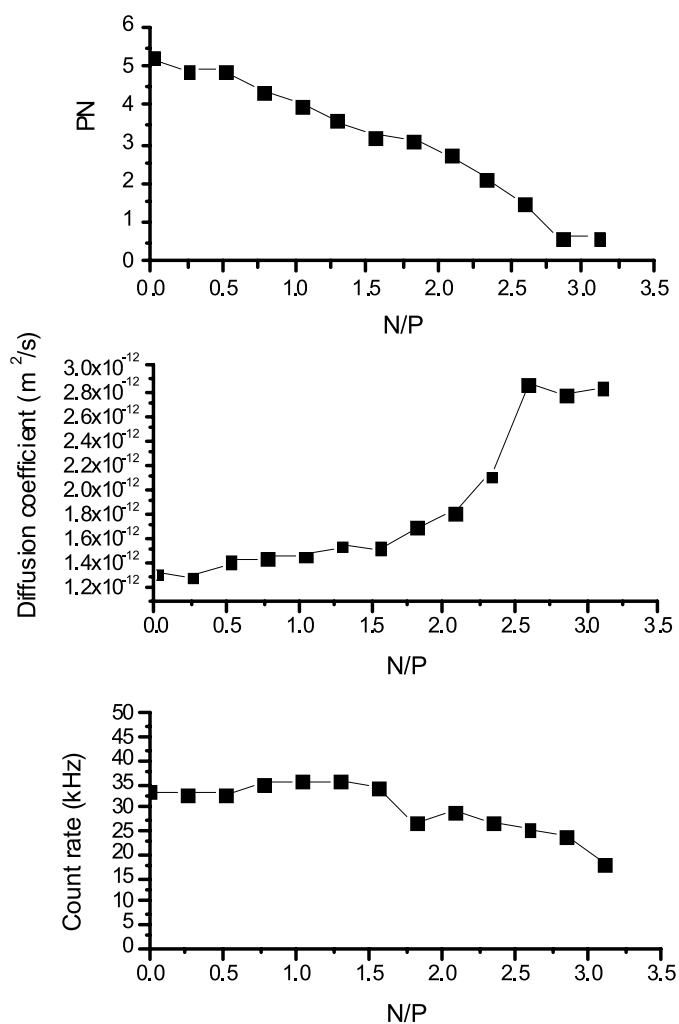 6
5
4
3
2
1
0
PN
0.0 0.5 1.0 1.5 2.0 2.5 3.0 3.5
N/P
3.0x10⁻¹²
2.8x10⁻¹²
2.6x10⁻¹²
2.4x10⁻¹²
2.2x10⁻¹²
2.0x10⁻¹²
1.8x10⁻¹²
1.6x10⁻¹²
1.4x10⁻¹²
1.2x10⁻¹²
Diffusion coefficient (m²/s)
0.0 0.5 1.0 1.5 2.0 2.5 3.0 3.5
N/P
50
45
40
35
30
25
20
15
10
5
0
Count rate (kHz)
0.0 0.5 1.0 1.5 2.0 2.5 3.0 3.5
N/P